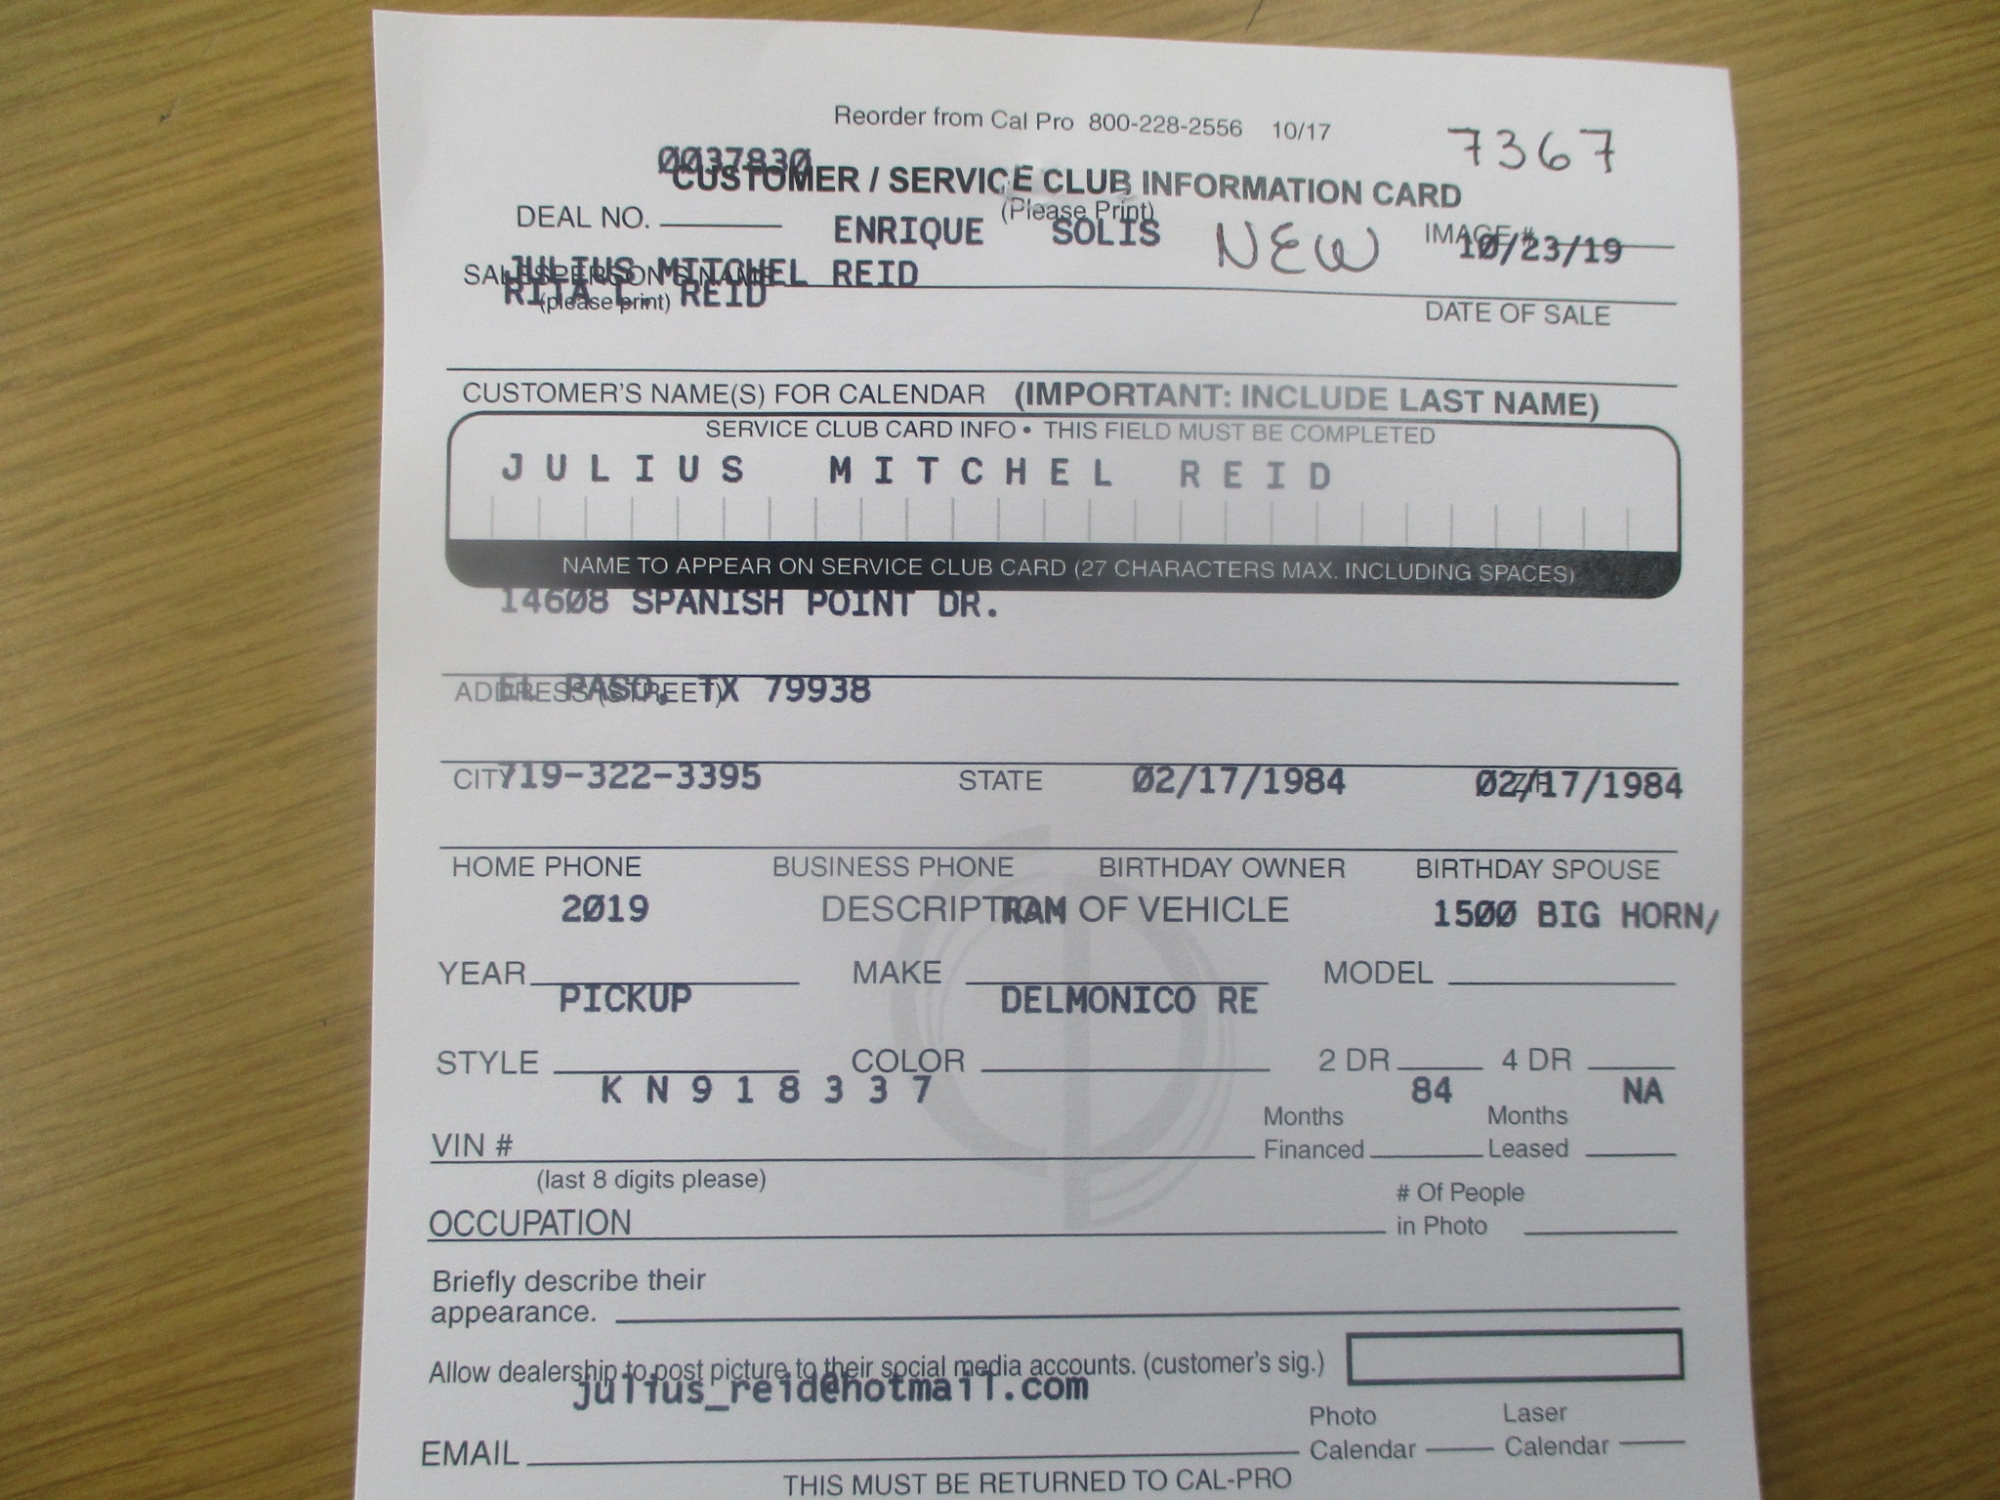 Reorder from Cal Pro 800-228-2556 10/17
7367
0037830
CUSTOMER / SERVICE CLUB INFORMATION CARD
(Please Print)
DEAL NO. ENRIQUE SOLIS NEW IMAGE #
10/23/19
SALESPERSON'S NAME JULIUS MITCHEL REID
(please print) RITA REID
DATE OF SALE
CUSTOMER'S NAME(S) FOR CALENDAR (IMPORTANT: INCLUDE LAST NAME)
SERVICE CLUB CARD INFO • THIS FIELD MUST BE COMPLETED
JULIUS MITCHEL REID
NAME TO APPEAR ON SERVICE CLUB CARD (27 CHARACTERS MAX. INCLUDING SPACES)
14608 SPANISH POINT DR.
ADDRESS (STREET) EL PASO, TX 79938
CITY 719-322-3395 STATE 02/17/1984 02/17/1984
HOME PHONE BUSINESS PHONE BIRTHDAY OWNER BIRTHDAY SPOUSE
2019 DESCRIPTION OF VEHICLE RAM 1500 BIG HORN/
YEAR MAKE MODEL
PICKUP DELMONICO RE
STYLE COLOR 2 DR 4 DR
KN918337 84 NA
VIN # Months Financed Months Leased
(last 8 digits please)
OCCUPATION # Of People in Photo
Briefly describe their
appearance.
Allow dealership to post picture to their social media accounts. (customer's sig.)
julius_reid@hotmail.com
EMAIL Photo Calendar Laser Calendar
THIS MUST BE RETURNED TO CAL-PRO